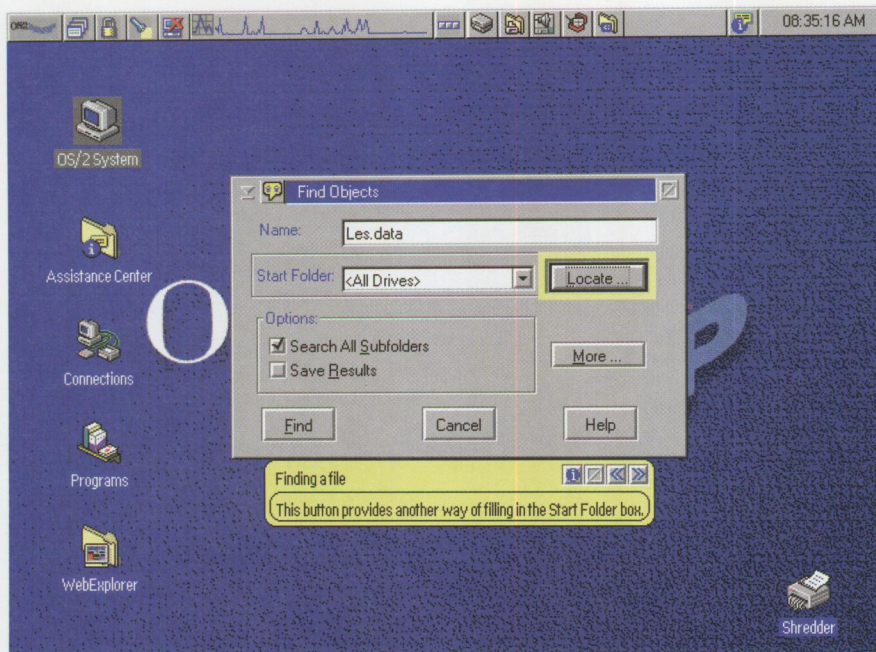 OS/2
08:35:16 AM
OS/2 System
Assistance Center
Connections
Programs
WebExplorer
Shredder
O
P
Find Objects
Name:
Les.data
Start Folder:
<All Drives>
Locate ...
Options:
Search All Subfolders
Save Results
More ...
Find
Cancel
Help
Finding a file
This button provides another way of filling in the Start Folder box.